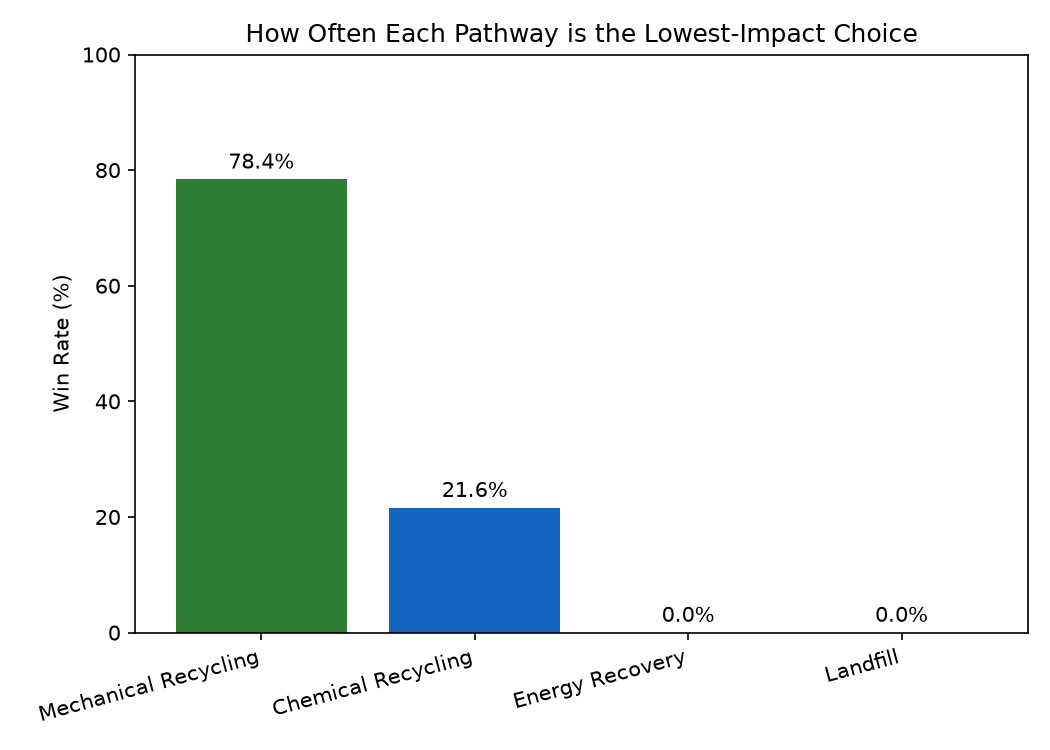 How Often Each Pathway is the Lowest-Impact Choice
Win Rate (%)
100
80
60
40
20
0
78.4%
21.6%
0.0%
0.0%
Mechanical Recycling
Chemical Recycling
Energy Recovery
Landfill